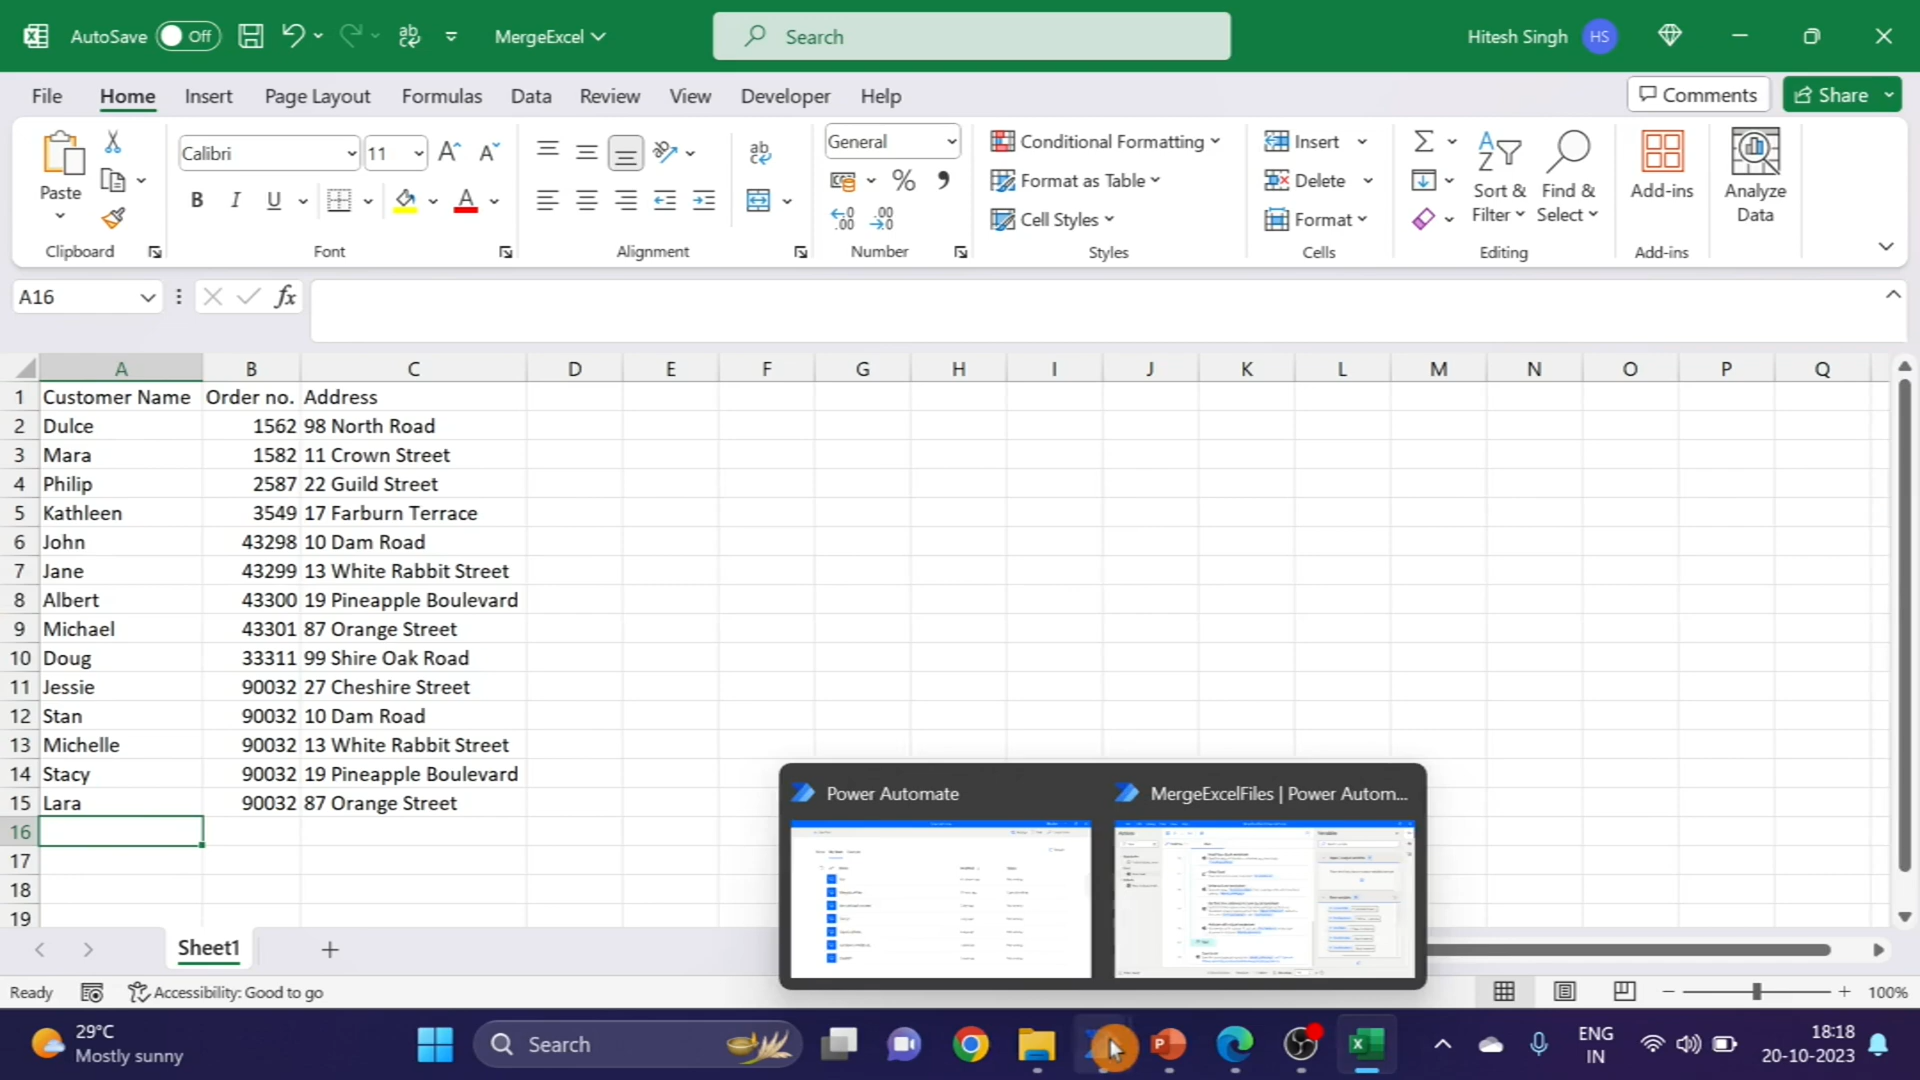 AutoSave Off MergeExcel Search Hitesh Singh HS
File Home Insert Page Layout Formulas Data Review View Developer Help Comments Share
Paste Calibri 11 General Conditional Formatting Insert Sort & Filter Find & Select Add-ins Analyze Data
B I U Format as Table Delete
Cell Styles Format
Clipboard Font Alignment Number Styles Cells Editing Add-ins
A16 fx
A B C D E F G H I J K L M N O P Q
1 Customer Name Order no. Address
2 Dulce 1562 98 North Road
3 Mara 1582 11 Crown Street
4 Philip 2587 22 Guild Street
5 Kathleen 3549 17 Farburn Terrace
6 John 43298 10 Dam Road
7 Jane 43299 13 White Rabbit Street
8 Albert 43300 19 Pineapple Boulevard
9 Michael 43301 87 Orange Street
10 Doug 33311 99 Shire Oak Road
11 Jessie 90032 27 Cheshire Street
12 Stan 90032 10 Dam Road
13 Michelle 90032 13 White Rabbit Street
14 Stacy 90032 19 Pineapple Boulevard
15 Lara 90032 87 Orange Street
16
17
18
19
Power Automate MergeExcelFiles | Power Autom...
Sheet1
Ready Accessibility: Good to go 100%
29°C
Mostly sunny
Search
ENG
IN
18:18
20-10-2023